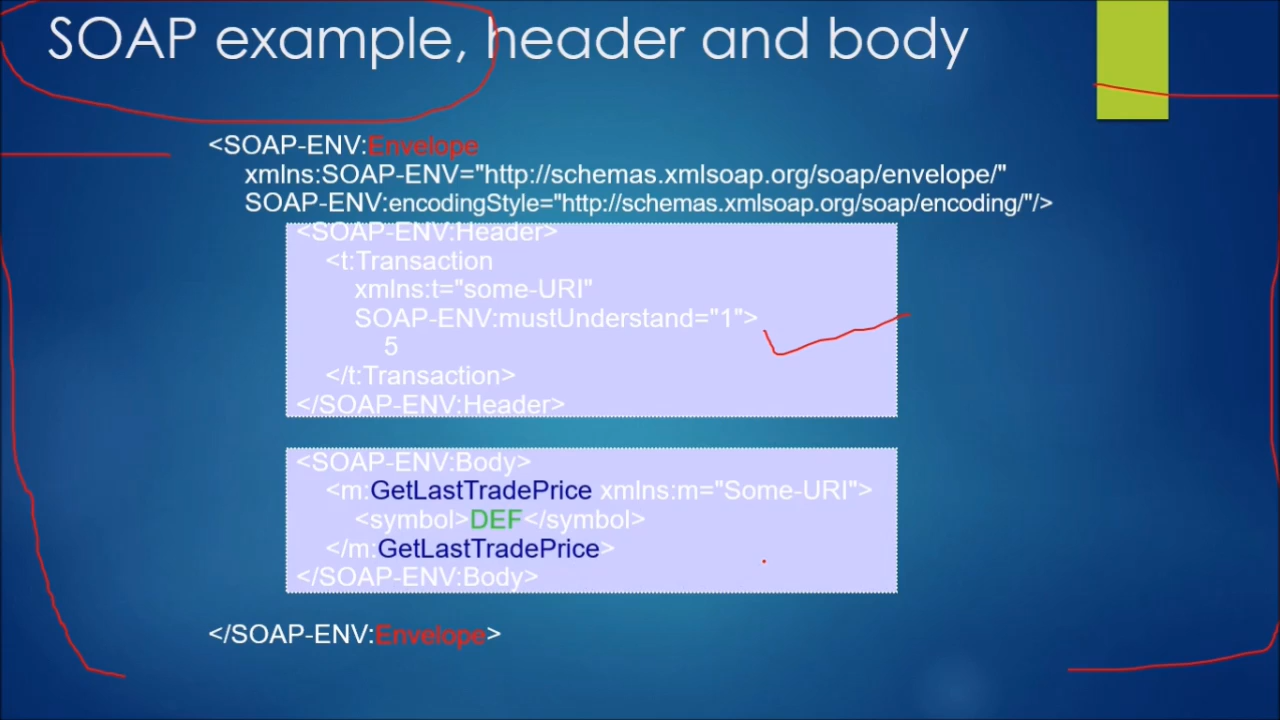 SOAP example, header and body
<SOAP-ENV:Envelope
xmlns:SOAP-ENV="http://schemas.xmlsoap.org/soap/envelope/"
SOAP-ENV:encodingStyle="http://schemas.xmlsoap.org/soap/encoding/"/>
<SOAP-ENV:Header>
<t:Transaction
xmlns:t="some-URI"
SOAP-ENV:mustUnderstand="1">
5
</t:Transaction>
</SOAP-ENV:Header>
<SOAP-ENV:Body>
<m:GetLastTradePrice xmlns:m="Some-URI">
<symbol>DEF</symbol>
</m:GetLastTradePrice>
</SOAP-ENV:Body>
</SOAP-ENV:Envelope>